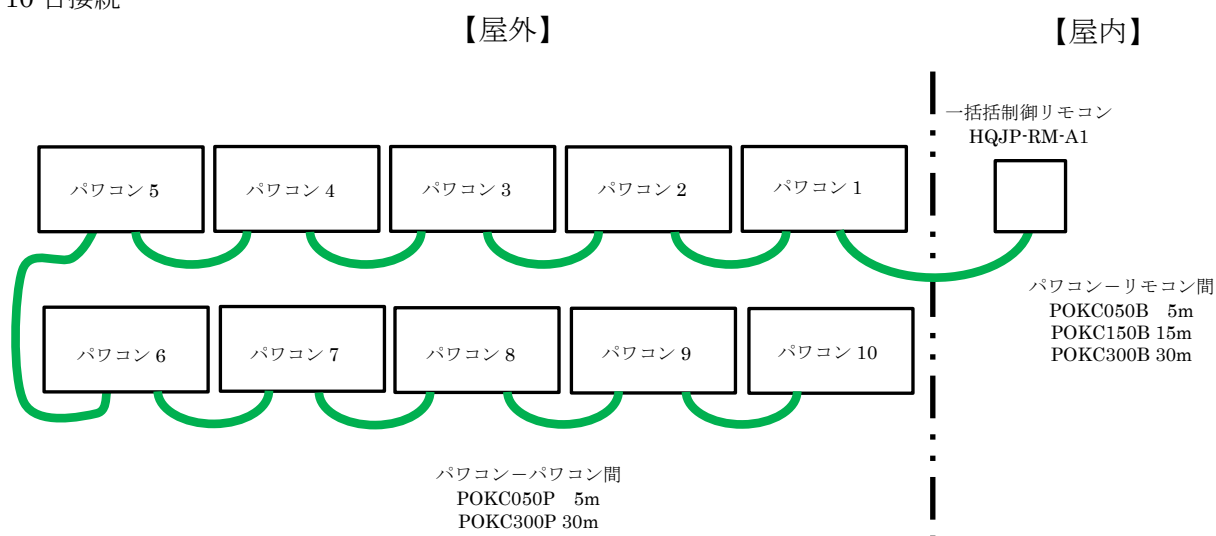 10 台接続
【屋外】
【屋内】
一括括制御リモコン
HQJP-RM-A1
パワコン 5
パワコン 4
パワコン 3
パワコン 2
パワコン 1
パワコン－リモコン間
POKC050B 5m
POKC150B 15m
POKC300B 30m
パワコン 6
パワコン 7
パワコン 8
パワコン 9
パワコン 10
パワコン－パワコン間
POKC050P 5m
POKC300P 30m